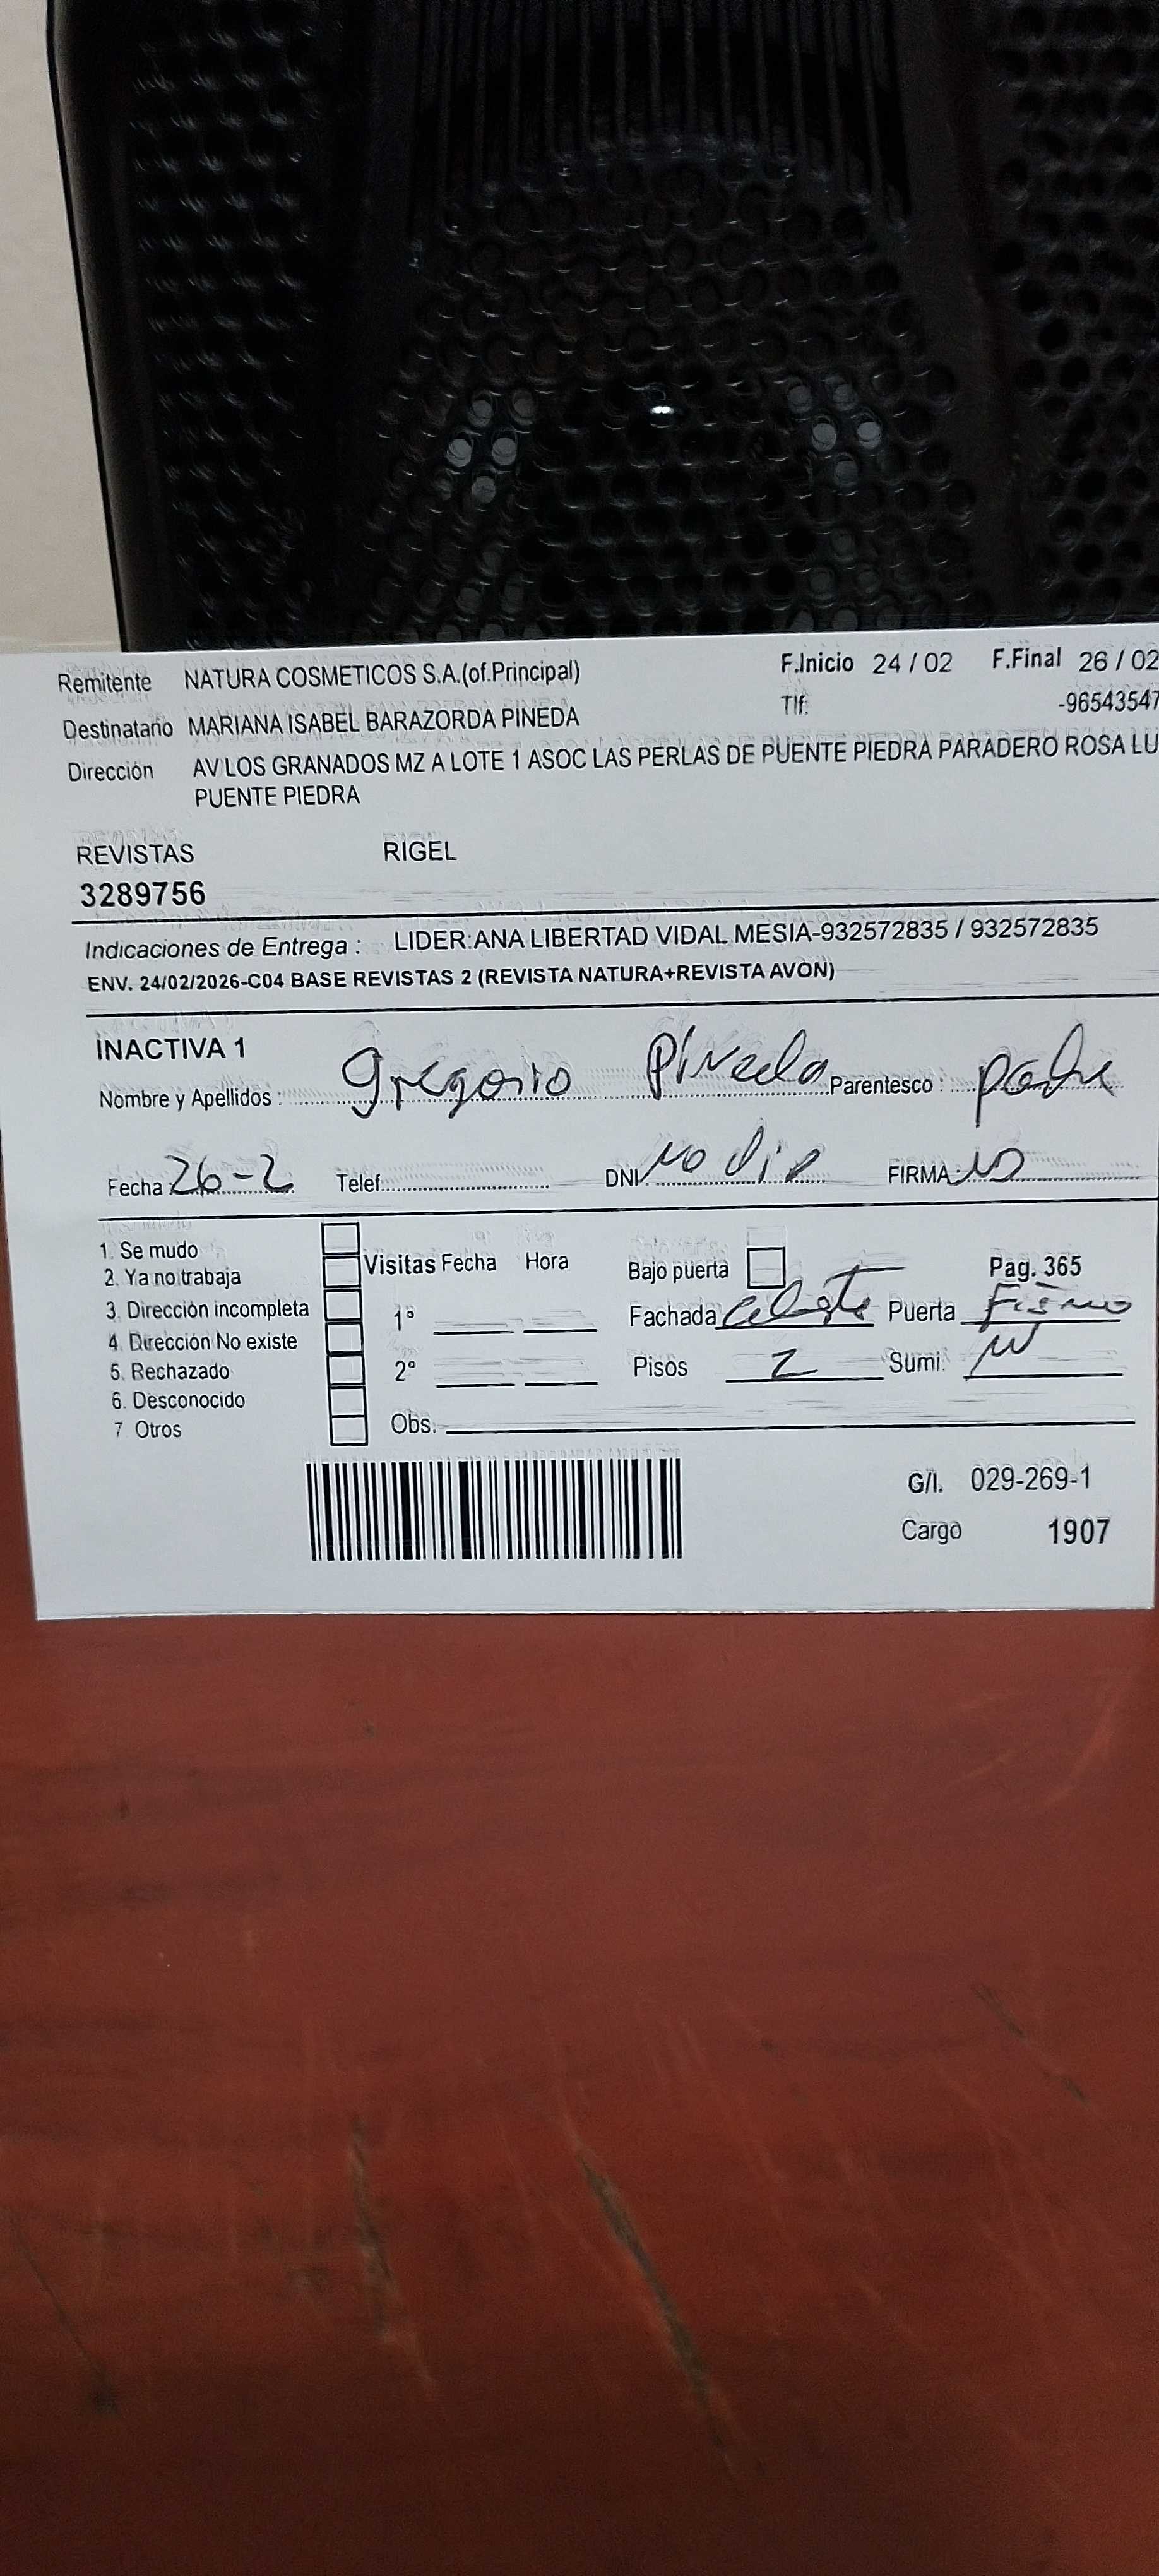 Remitente NATURA COSMETICOS S.A.(of.Principal) F.Inicio 24 / 02 F.Final 26 / 02
Destinatario MARIANA ISABEL BARAZORDA PINEDA Tlf: -96543547
Dirección AV LOS GRANADOS MZ A LOTE 1 ASOC LAS PERLAS DE PUENTE PIEDRA PARADERO ROSA LU
PUENTE PIEDRA
REVISTAS RIGEL
3289756
Indicaciones de Entrega : LIDER:ANA LIBERTAD VIDAL MESIA-932572835 / 932572835
ENV. 24/02/2026-C04 BASE REVISTAS 2 (REVISTA NATURA+REVISTA AVON)
INACTIVA 1
Nombre y Apellidos : Gregorio Pineda Parentesco : padre
Fecha 26-2 Telef. DNI No dio FIRMA:
1. Se mudo
2. Ya no trabaja
3. Dirección incompleta
4. Dirección No existe
5. Rechazado
6. Desconocido
7 Otros
Visitas Fecha Hora
1°
2°
Obs.
Bajo puerta Pag. 365
Fachada celeste Puerta Fierro
Pisos 2 Sumi.
G/l. 029-269-1
Cargo 1907